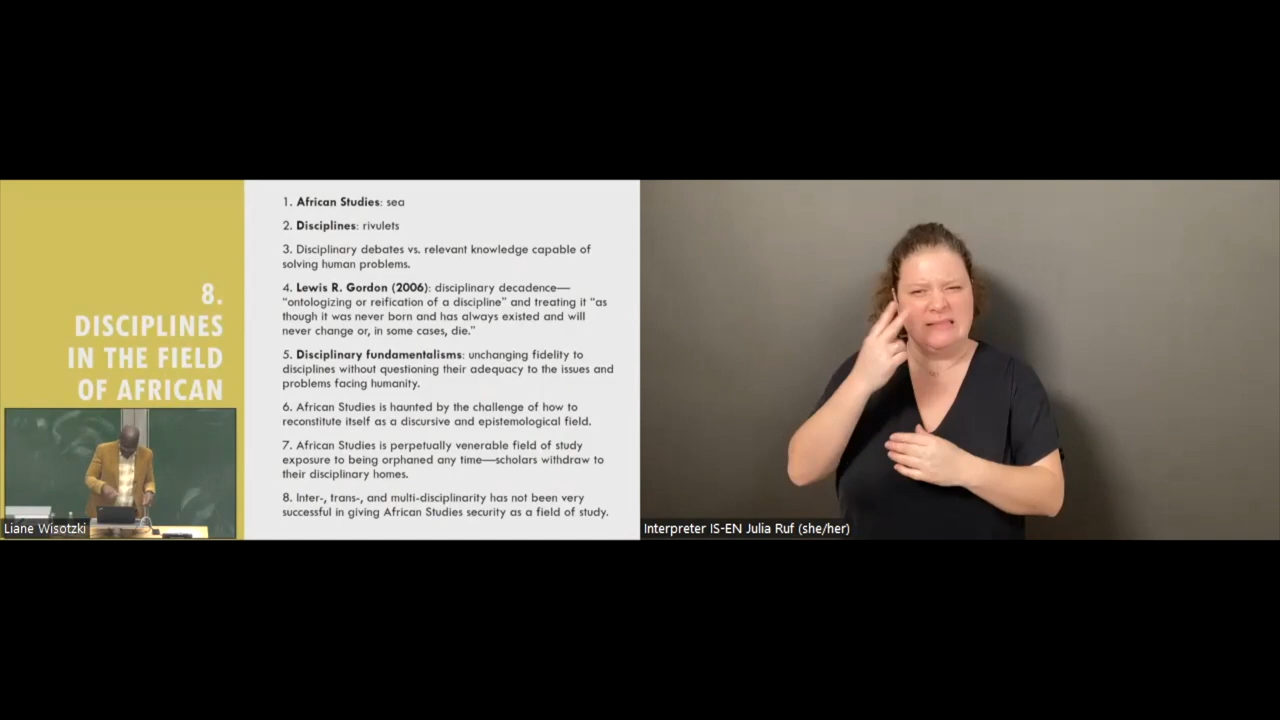 8.
DISCIPLINES
IN THE FIELD
OF AFRICAN
1. African Studies: sea
2. Disciplines: rivulets
3. Disciplinary debates vs. relevant knowledge capable of
solving human problems.
4. Lewis R. Gordon (2006): disciplinary decadence—
“ontologizing or reification of a discipline” and treating it “as
though it was never born and has always existed and will
never change or, in some cases, die.”
5. Disciplinary fundamentalisms: unchanging fidelity to
disciplines without questioning their adequacy to the issues and
problems facing humanity.
6. African Studies is haunted by the challenge of how to
reconstitute itself as a discursive and epistemological field.
7. African Studies is perpetually venerable field of study
exposure to being orphaned any time—scholars withdraw to
their disciplinary homes.
8. Inter-, trans-, and multi-disciplinarity has not been very
successful in giving African Studies security as a field of study.
Liane Wisotzki
Interpreter IS-EN Julia Ruf (she/her)